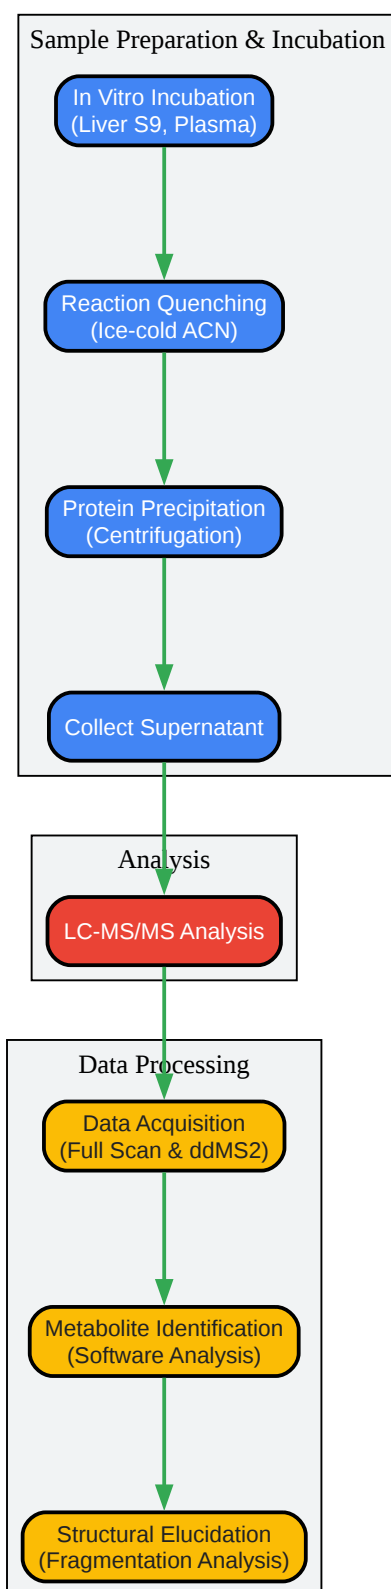 Sample Preparation & Incubation
In Vitro Incubation
(Liver S9, Plasma)
Reaction Quenching
(Ice-cold ACN)
Protein Precipitation
(Centrifugation)
Collect Supernatant
Analysis
LC-MS/MS Analysis
Data Processing
Data Acquisition
(Full Scan & ddMS2)
Metabolite Identification
(Software Analysis)
Structural Elucidation
(Fragmentation Analysis)